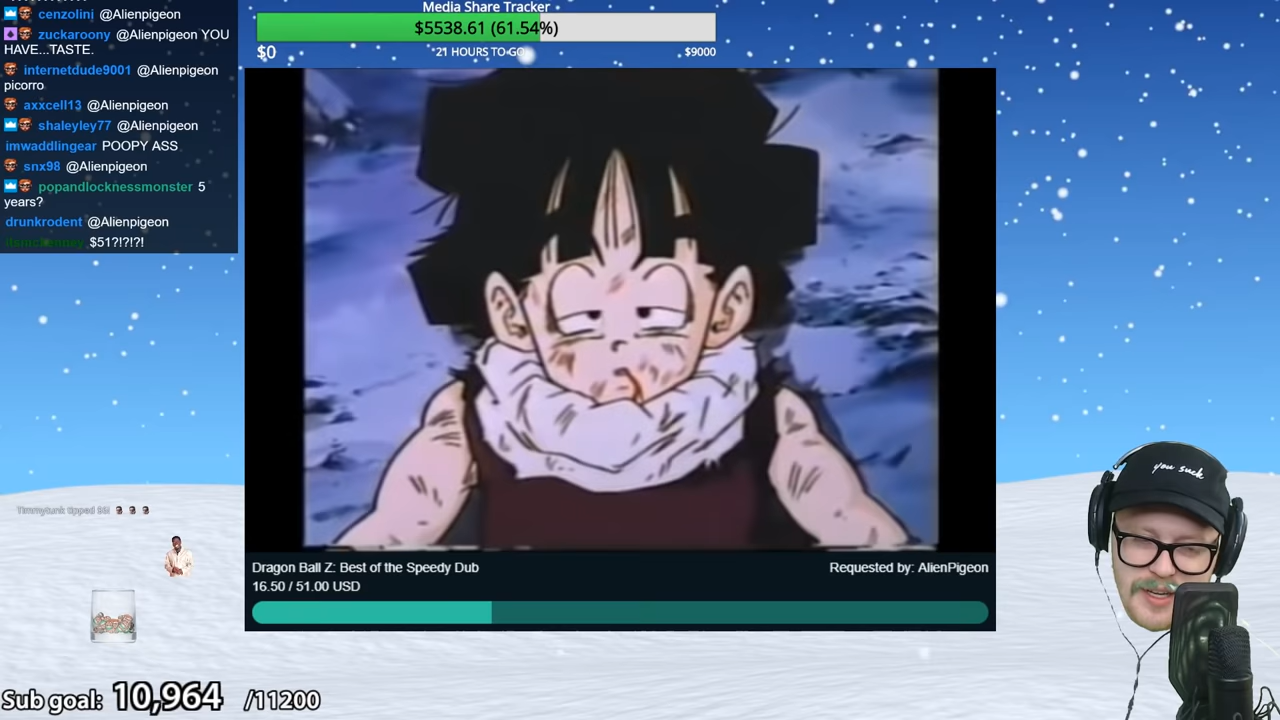 cenzolini @Alienpigeon
zuckaroony @Alienpigeon YOU
HAVE...TASTE.
internetdude9001 @Alienpigeon
picorro
axxcell13 @Alienpigeon
shaleyley77 @Alienpigeon
imwaddlingear POOPY ASS
snx98 @Alienpigeon
popandlocknessmonster 5
years?
drunkrodent @Alienpigeon
$51?!?!?!
Media Share Tracker
$5538.61 (61.54%)
$0
21 HOURS TO GO
$9000
you suck
Timmytunk tipped
Dragon Ball Z: Best of the Speedy Dub
Requested by: AlienPigeon
16.50 / 51.00 USD
Sub goal: 10,964 /11200